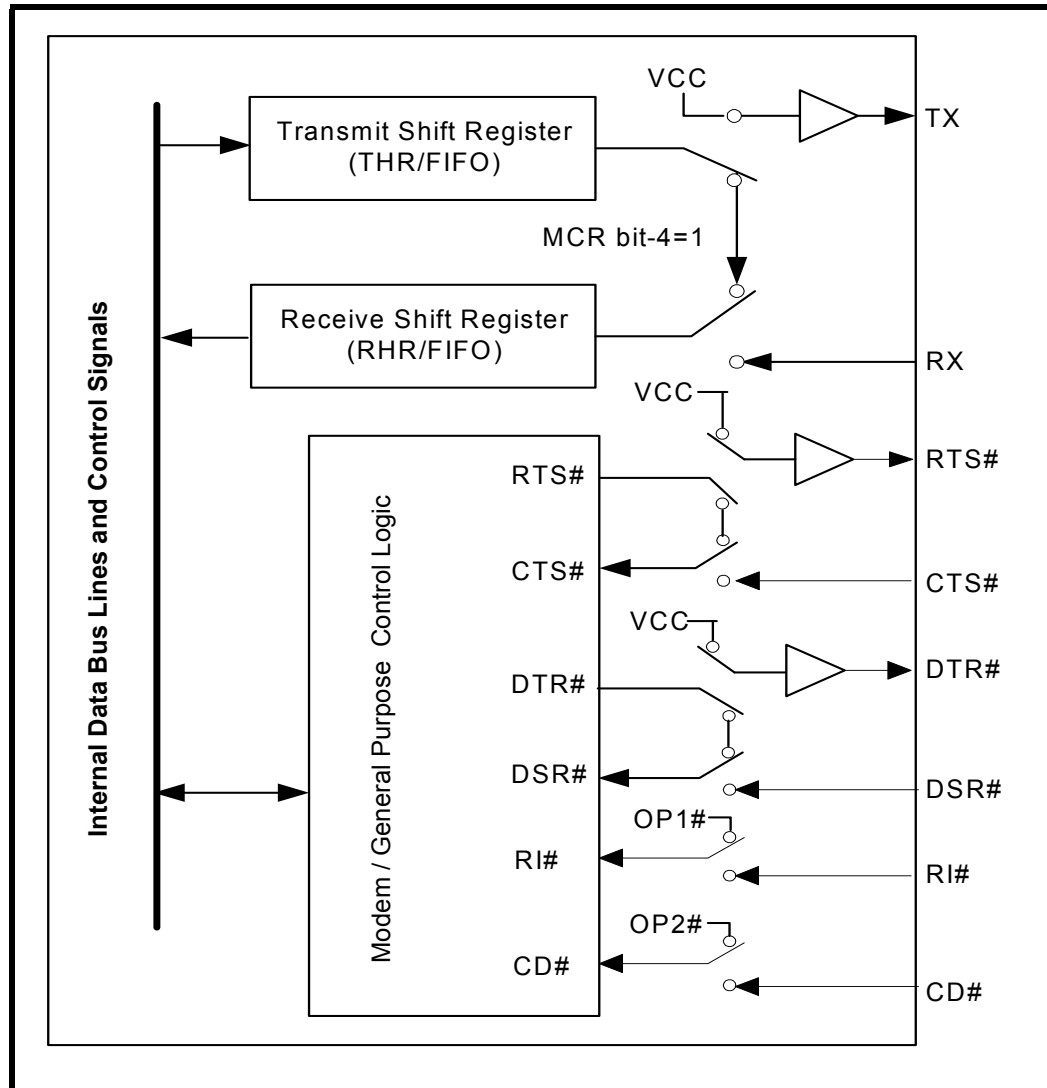 VCC
TX
Transmit Shift Register
(THR/FIFO)
MCR bit-4=1
Receive Shift Register
(RHR/FIFO)
RX
VCC
RTS#
RTS#
CTS#
CTS#
VCC
DTR#
DTR#
DSR#
DSR#
OP1#
RI#
RI#
OP2#
CD#
CD#
Internal Data Bus Lines and Control Signals
Modem / General Purpose Control Logic